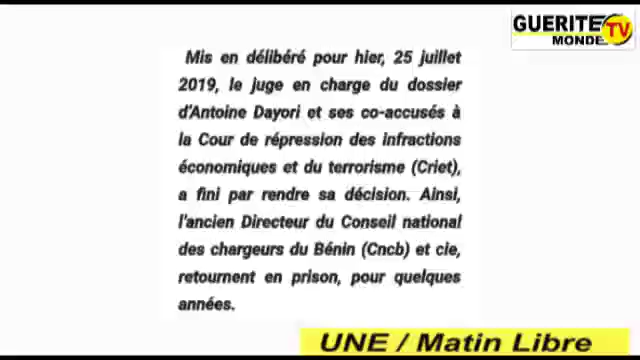 GUERITE TV
MONDE
Mis en délibéré pour hier, 25 juillet
2019, le juge en charge du dossier
d'Antoine Dayori et ses co-accusés à
la Cour de répression des infractions
économiques et du terrorisme (Criet),
a fini par rendre sa décision. Ainsi,
l'ancien Directeur du Conseil national
des chargeurs du Bénin (Cncb) et cie,
retournent en prison, pour quelques
années.
UNE / Matin Libre